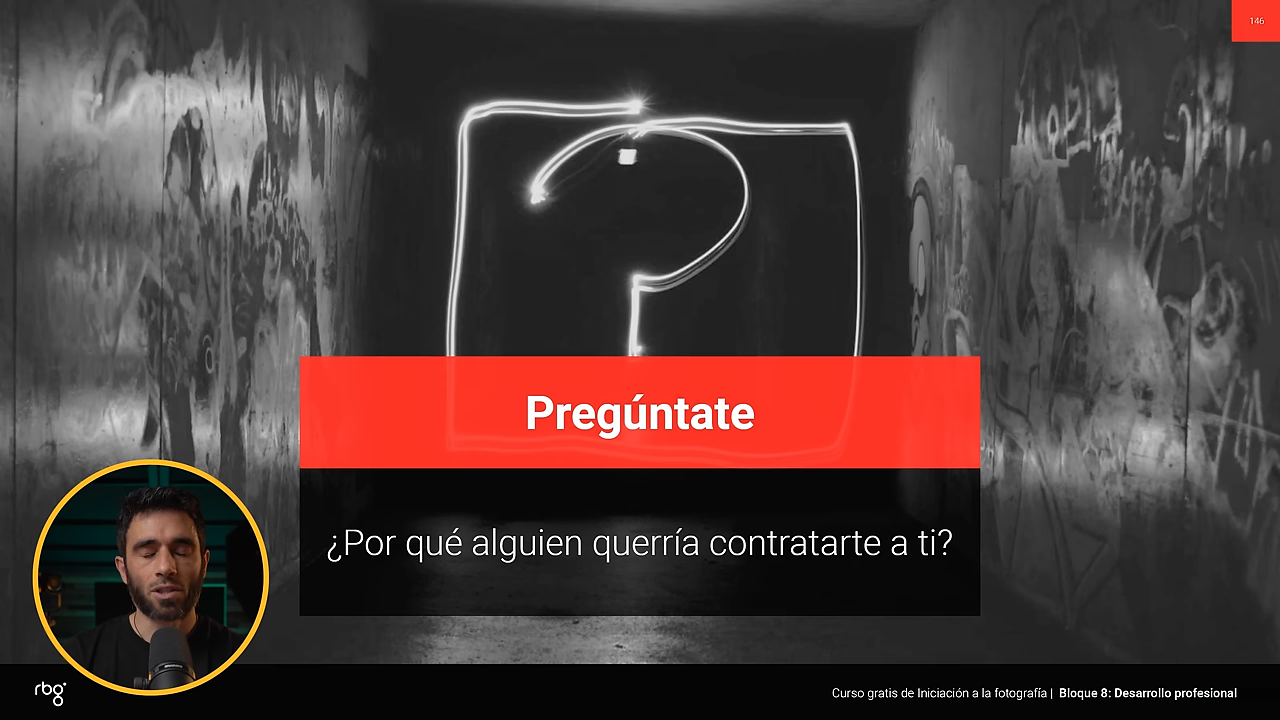 146
?
Pregúntate
¿Por qué alguien querría contratarte a ti?
rbg
Curso gratis de Iniciación a la fotografía | Bloque 8: Desarrollo profesional